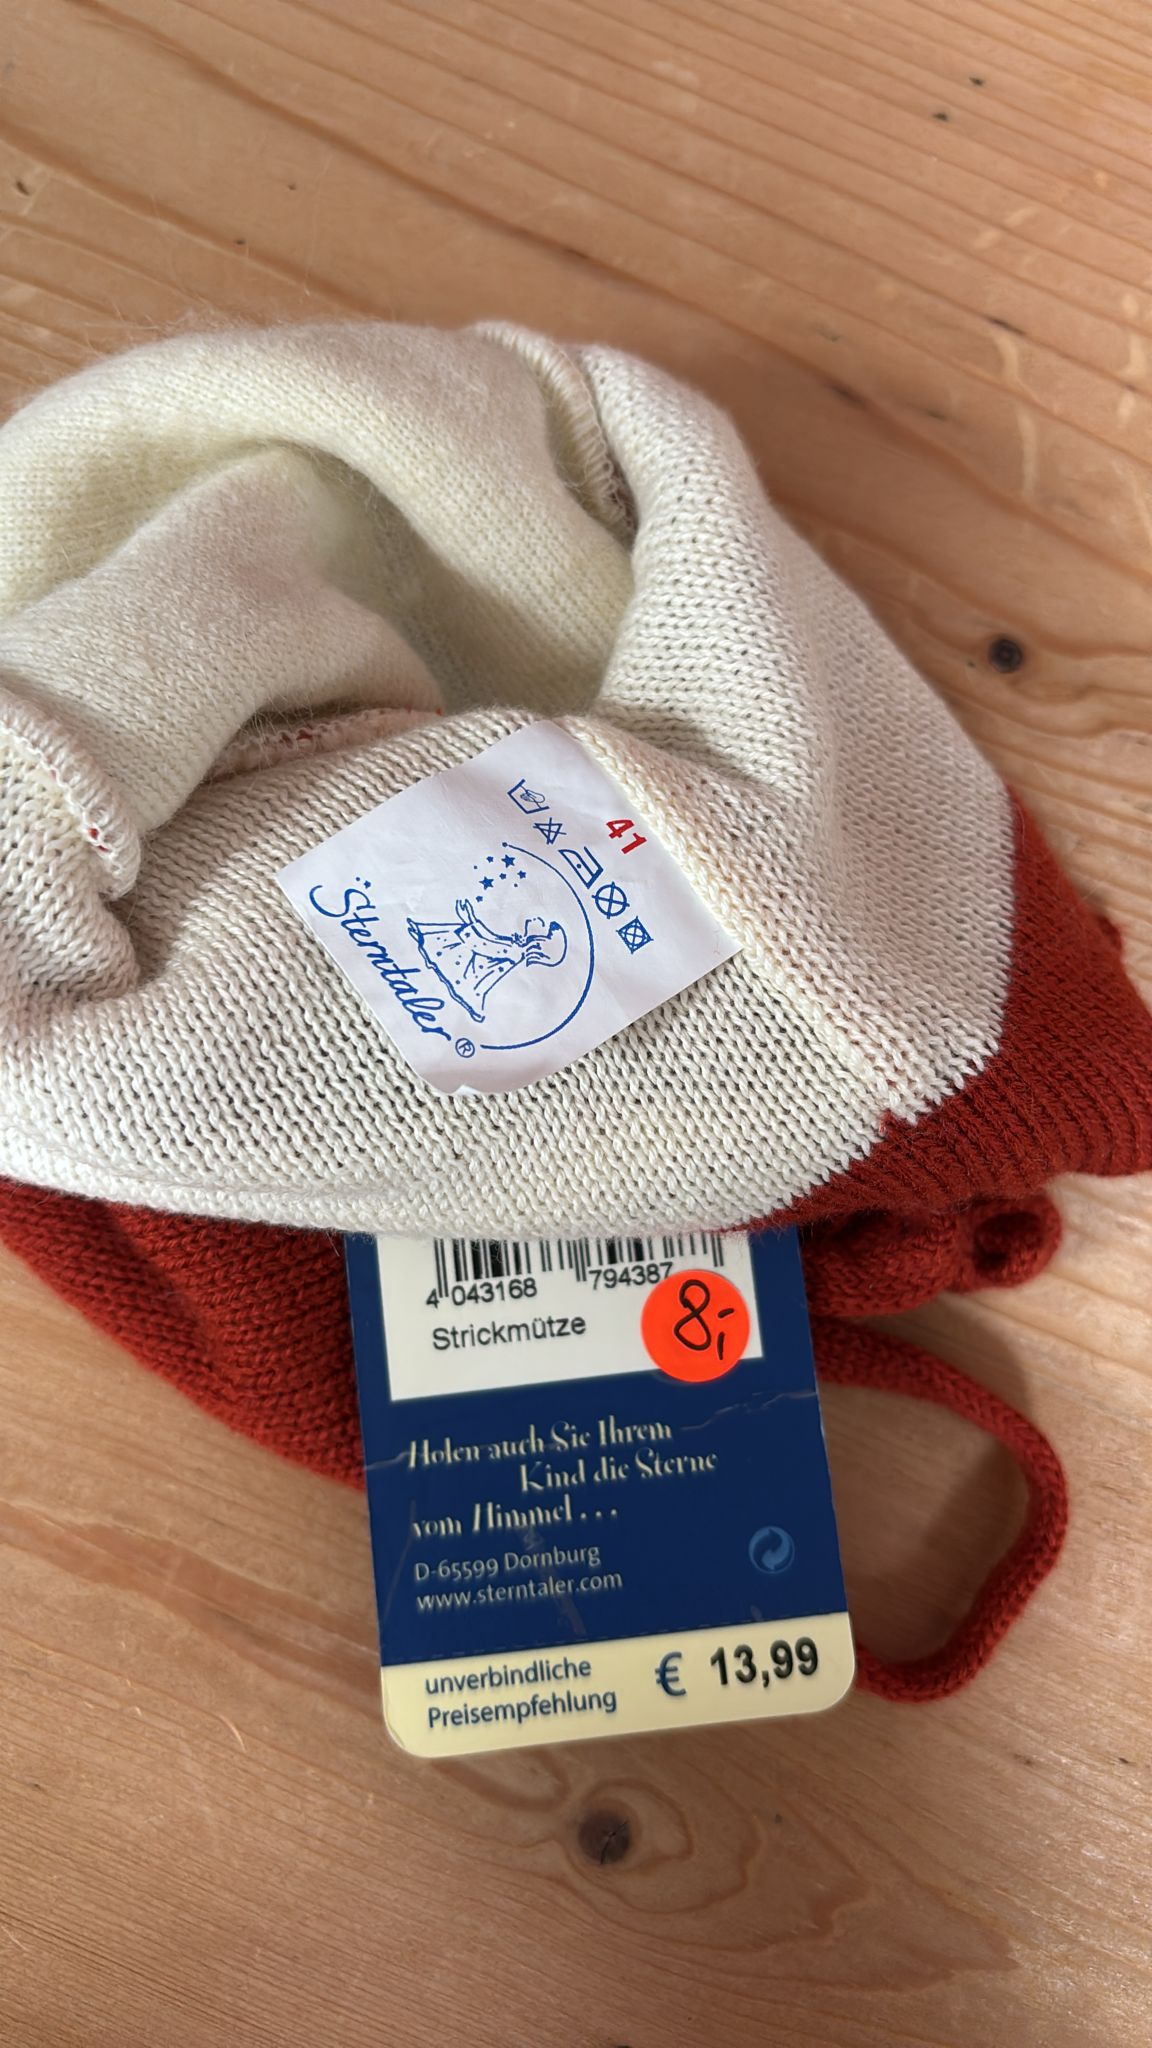 41
Sterntaler®
4 043168 794387
Strickmütze
8,-
Holen auch Sie Ihrem
Kind die Sterne
vom Himmel...
D-65599 Dornburg
www.sterntaler.com
unverbindliche
Preisempfehlung
€ 13,99